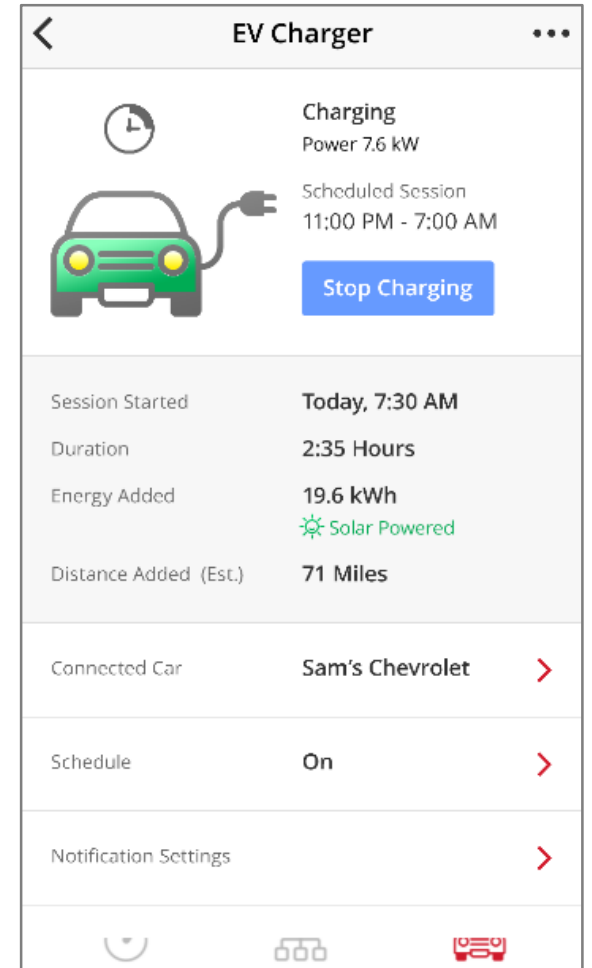 EV Charger
Charging
Power 7.6 kW
Scheduled Session
11:00 PM - 7:00 AM
Stop Charging
Session Started Today, 7:30 AM
Duration 2:35 Hours
Energy Added 19.6 kWh
Solar Powered
Distance Added (Est.) 71 Miles
Connected Car Sam's Chevrolet
Schedule On
Notification Settings